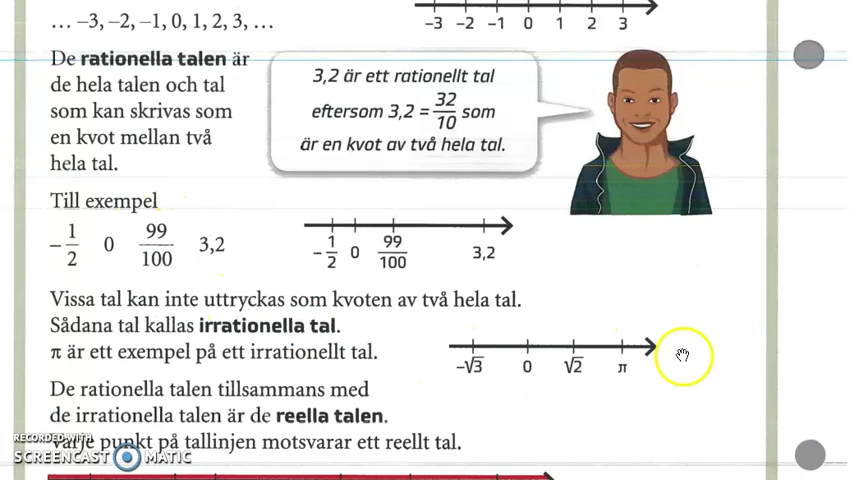 … –3, –2, –1, 0, 1, 2, 3, …
–3 –2 –1 0 1 2 3
De rationella talen är
de hela talen och tal
som kan skrivas som
en kvot mellan två
hela tal.
3,2 är ett rationellt tal
eftersom 3,2 = 32/10 som
är en kvot av två hela tal.
Till exempel
–1/2 0 99/100 3,2
–1/2 0 99/100 3,2
Vissa tal kan inte uttryckas som kvoten av två hela tal.
Sådana tal kallas irrationella tal.
π är ett exempel på ett irrationellt tal.
–√3 0 √2 π
De rationella talen tillsammans med
de irrationella talen är de reella talen.
Varje punkt på tallinjen motsvarar ett reellt tal.
RECORDED WITH
SCREENCAST MATIC